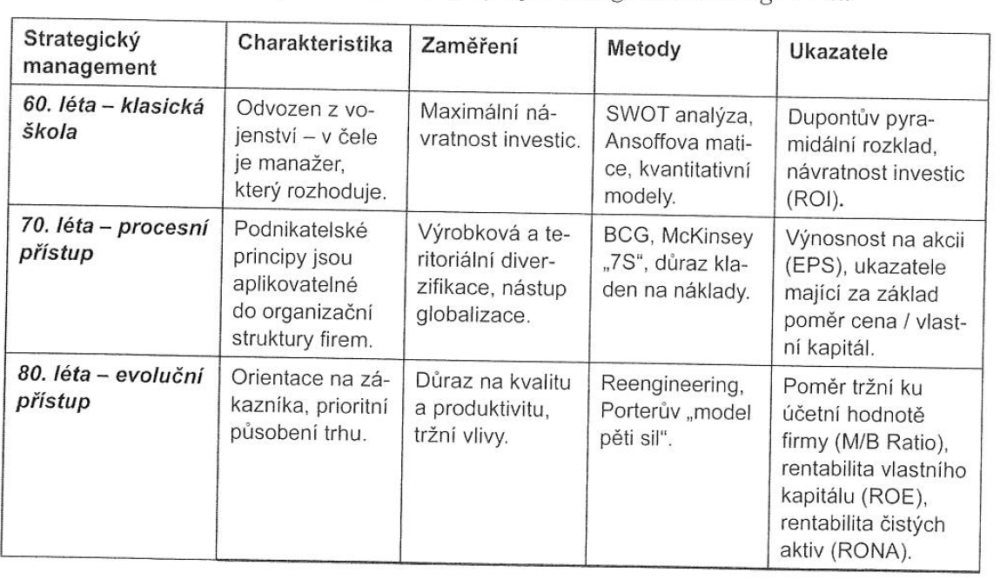 Strategický
management
Charakteristika
Zaměření
Metody
Ukazatele
60. léta – klasická
škola
Odvozen z vo-
jenství – v čele
je manažer,
který rozhoduje.
Maximální ná-
vratnost investic.
SWOT analýza,
Ansoffova mati-
ce, kvantitativní
modely.
Dupontův pyra-
midální rozklad,
návratnost investic
(ROI).
70. léta – procesní
přístup
Podnikatelské
principy jsou
aplikovatelné
do organizační
struktury firem.
Výrobková a te-
ritoriální diver-
zifikace, nástup
globalizace.
BCG, McKinsey
„7S“, důraz kla-
den na náklady.
Výnosnost na akcii
(EPS), ukazatele
mající za základ
poměr cena / vlast-
ní kapitál.
80. léta – evoluční
přístup
Orientace na zá-
kazníka, prioritní
působení trhu.
Důraz na kvalitu
a produktivitu,
tržní vlivy.
Reengineering,
Porterův „model
pěti sil“.
Poměr tržní ku
účetní hodnotě
firmy (M/B Ratio),
rentabilita vlastního
kapitálu (ROE),
rentabilita čistých
aktiv (RONA).